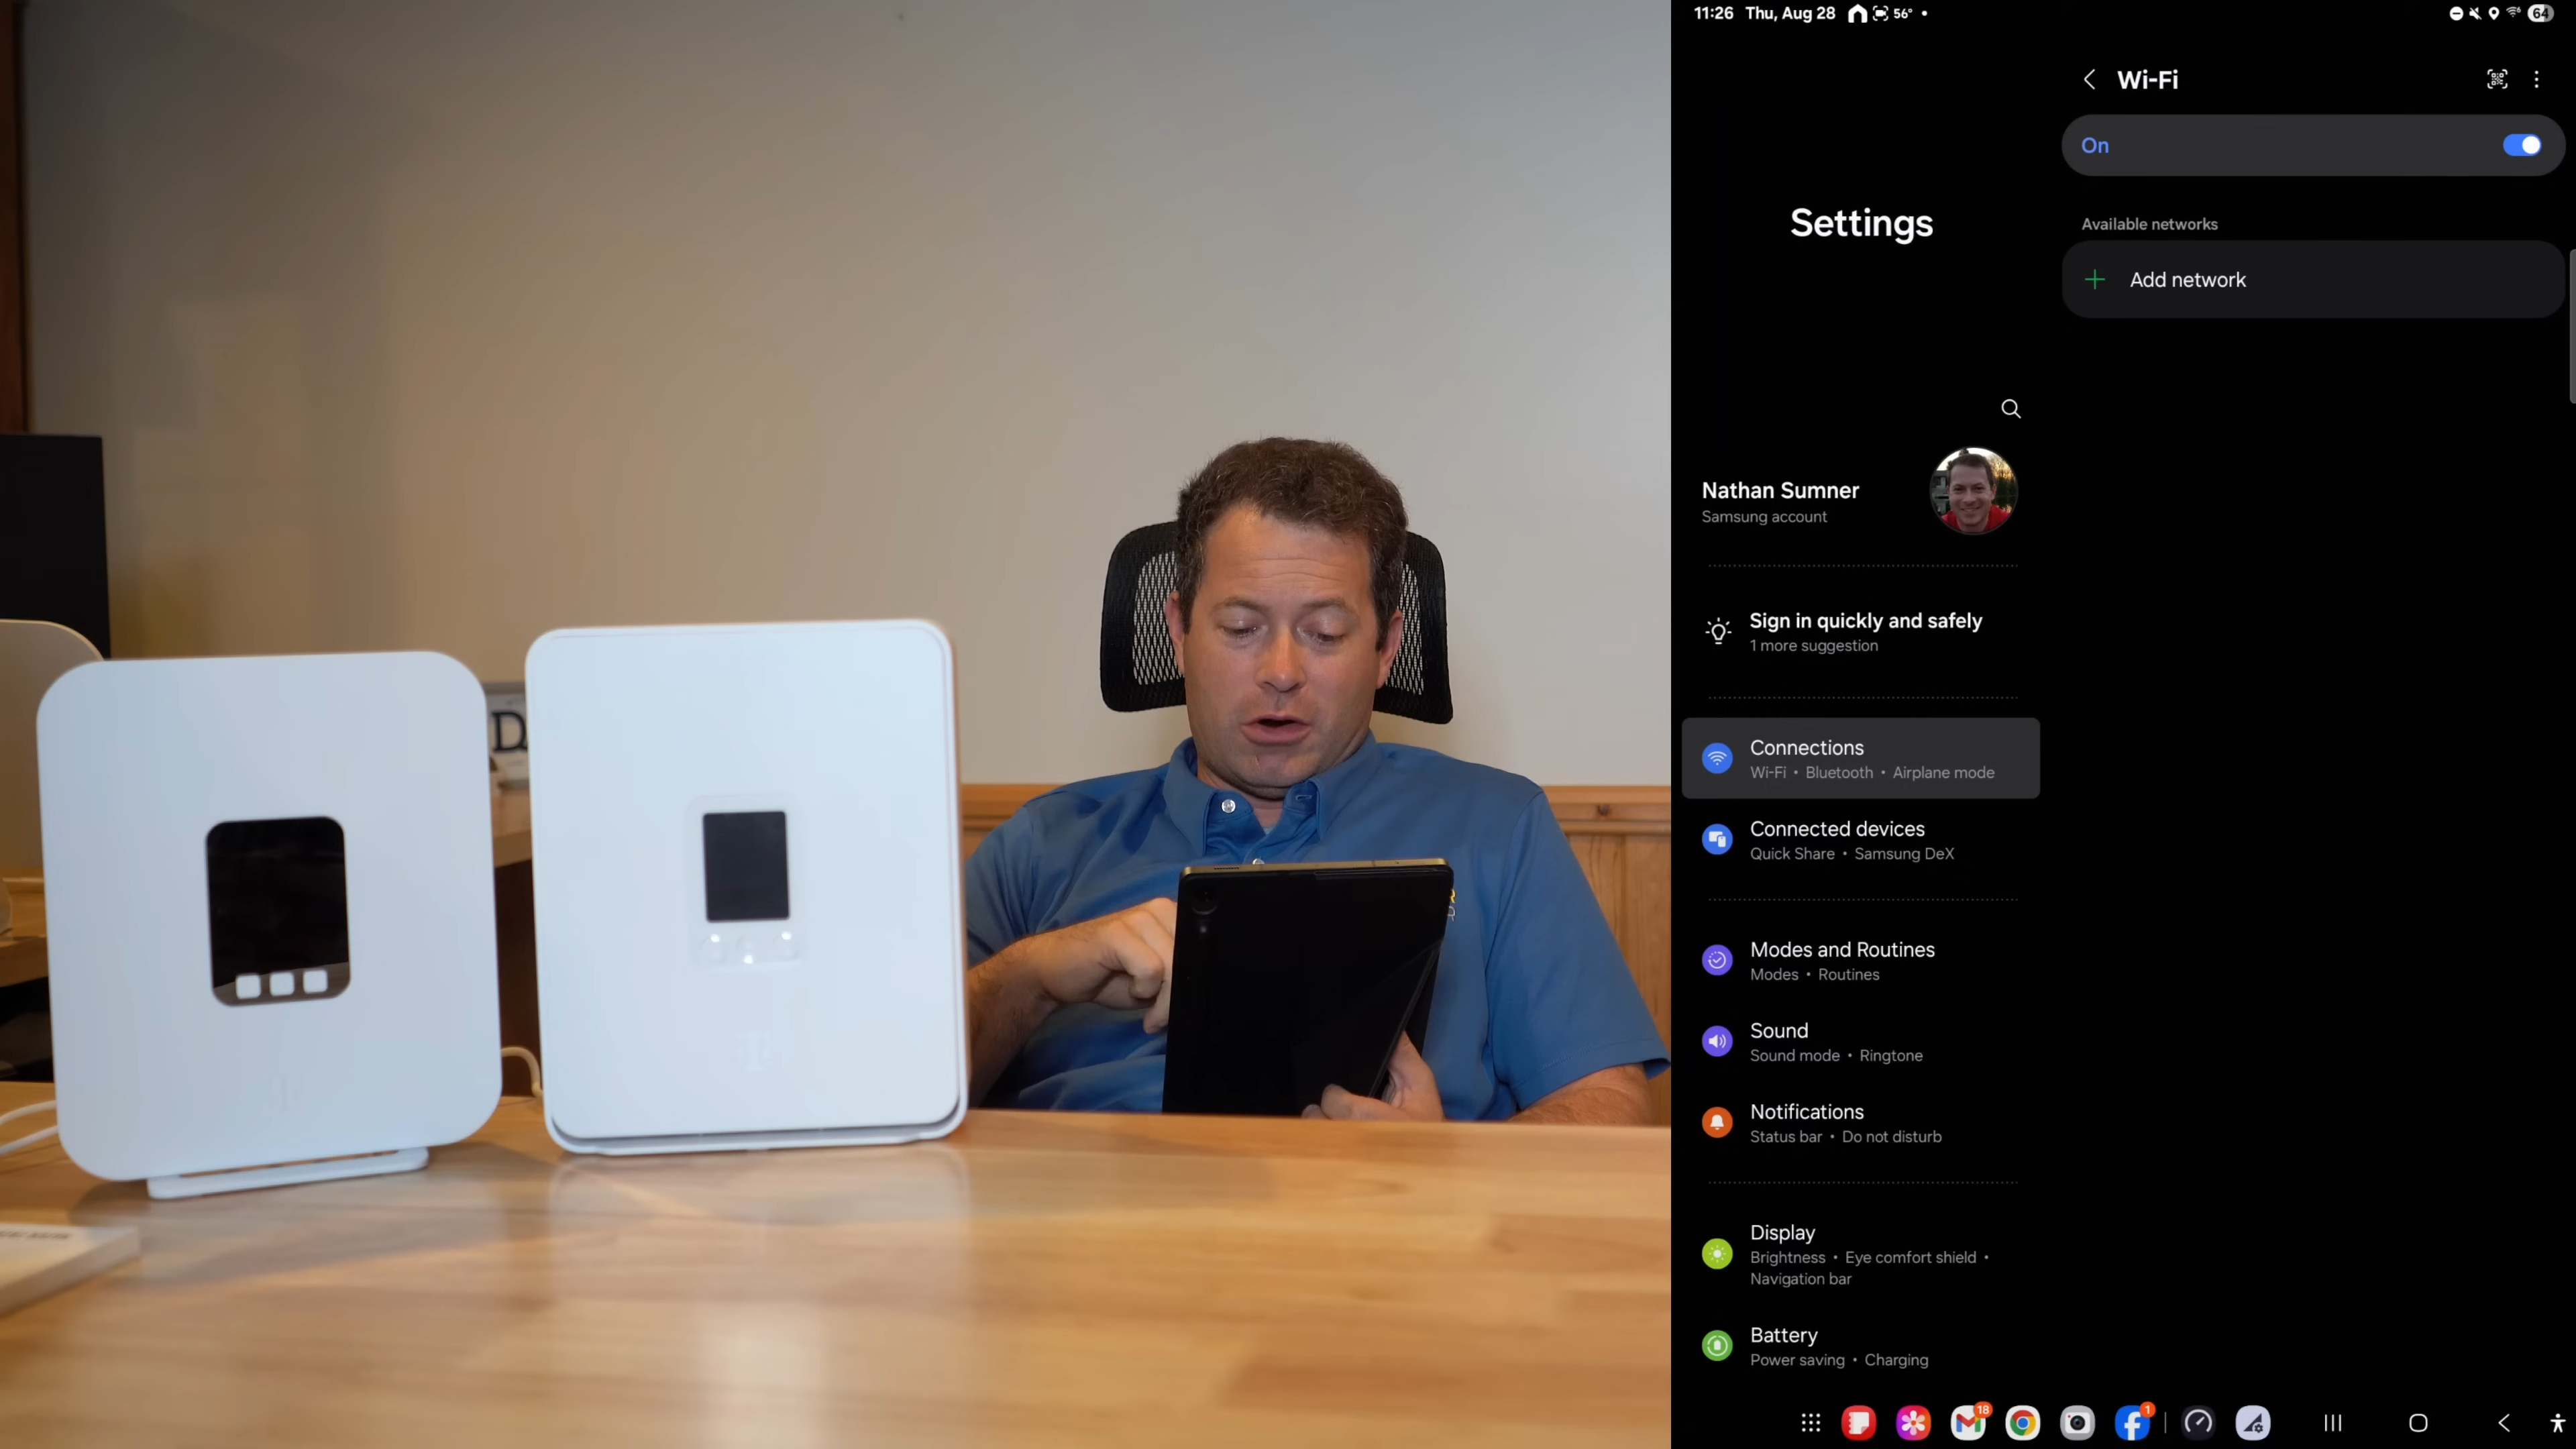 11:26 Thu, Aug 28 56°
64
Wi-Fi
On
Settings
Available networks
Add network
Nathan Sumner
Samsung account
Sign in quickly and safely
1 more suggestion
Connections
Wi-Fi • Bluetooth • Airplane mode
Connected devices
Quick Share • Samsung DeX
Modes and Routines
Modes • Routines
Sound
Sound mode • Ringtone
Notifications
Status bar • Do not disturb
Display
Brightness • Eye comfort shield •
Navigation bar
Battery
Power saving • Charging
18
1
D
T